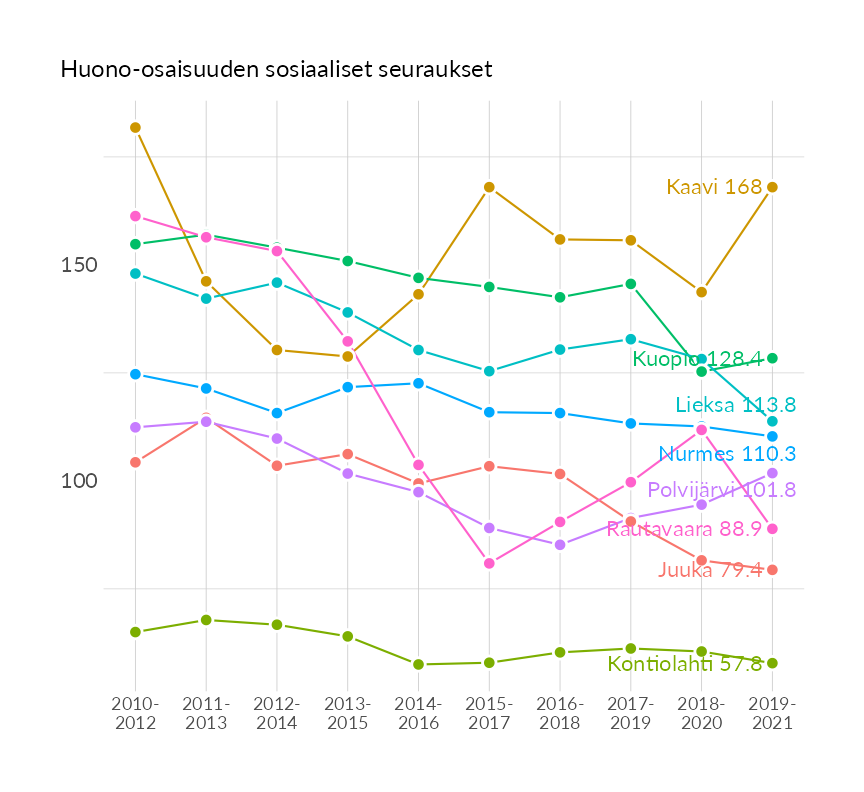 Huono-osaisuuden sosiaaliset seuraukset
Kaavi 168
150
Kuopio 128.4
Lieksa 113.8
Nurmes 110.3
100
Polvijärvi 101.8
Rautavaara 88.9
Juuka 79.4
Kontiolahti 57.8
2010-
2012
2011-
2013
2012-
2014
2013-
2015
2014-
2016
2015-
2017
2016-
2018
2017-
2019
2018-
2020
2019-
2021